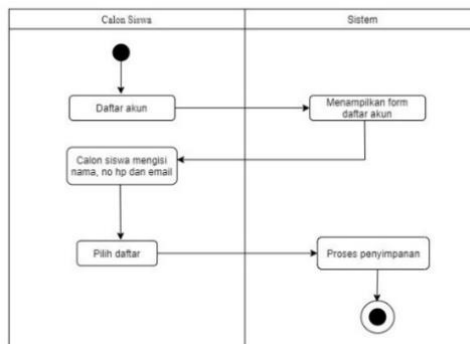 Calon Siswa
Sistem
Daftar akun
Menampilkan form
daftar akun
Calon siswa mengisi
nama, no hp dan email
Pilih daftar
Proses penyimpanan